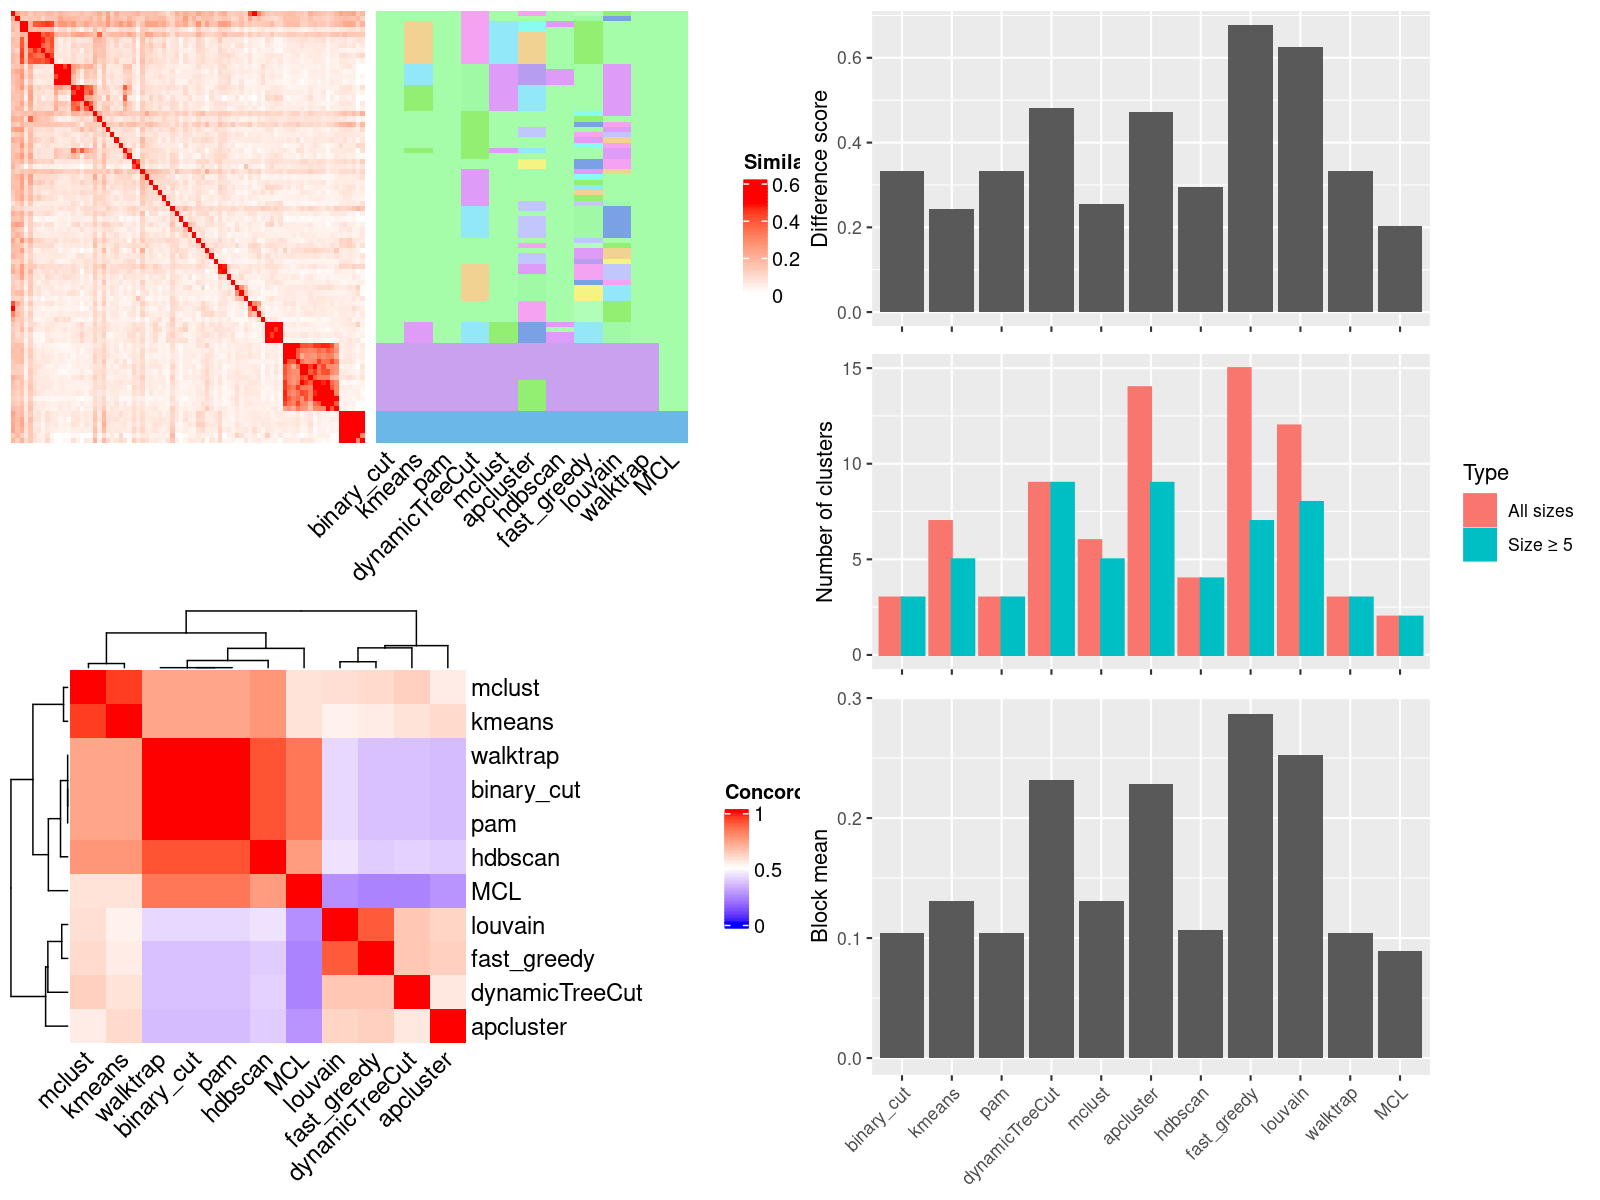 Simila
0.6
0.4
0.2
0
binary_cut
kmeans
pam
dynamicTreeCut
mclust
apcluster
hdbscan
fast_greedy
louvain
walktrap
MCL
mclust
kmeans
walktrap
binary_cut
pam
hdbscan
MCL
louvain
fast_greedy
dynamicTreeCut
apcluster
Concord
1
0.5
0
mclust
kmeans
walktrap
binary_cut
pam
hdbscan
MCL
louvain
fast_greedy
dynamicTreeCut
apcluster
Difference score
0.6
0.4
0.2
0.0
Number of clusters
15
10
5
0
Type
All sizes
Size ≥ 5
Block mean
0.3
0.2
0.1
0.0
binary_cut
kmeans
pam
dynamicTreeCut
mclust
apcluster
hdbscan
fast_greedy
louvain
walktrap
MCL